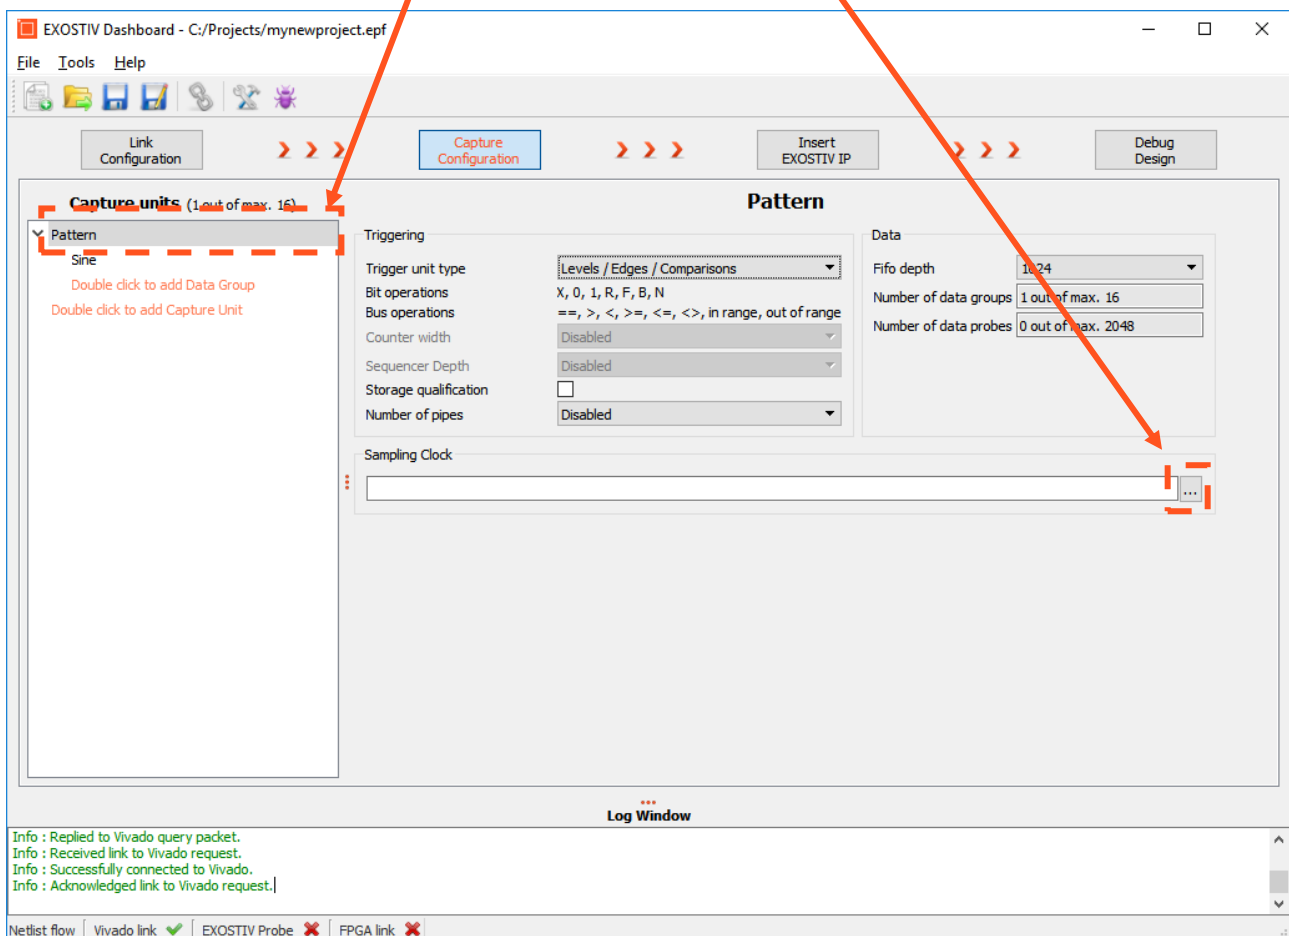 EXOSTIV Dashboard - C:/Projects/mynewproject.epf
File Tools Help
Link Configuration
Capture Configuration
Insert EXOSTIV IP
Debug Design
Capture units (1 out of max. 16)
Pattern
Sine
Double click to add Data Group
Double click to add Capture Unit
Pattern
Triggering
Trigger unit type Levels / Edges / Comparisons
Bit operations X, 0, 1, R, F, B, N
Bus operations ==, >, <, >=, <=, <>, in range, out of range
Counter width Disabled
Sequencer Depth Disabled
Storage qualification
Number of pipes Disabled
Data
Fifo depth 1024
Number of data groups 1 out of max. 16
Number of data probes 0 out of max. 2048
Sampling Clock
...
Log Window
Info : Replied to Vivado query packet.
Info : Received link to Vivado request.
Info : Successfully connected to Vivado.
Info : Acknowledged link to Vivado request.
Netlist flow Vivado link EXOSTIV Probe FPGA link